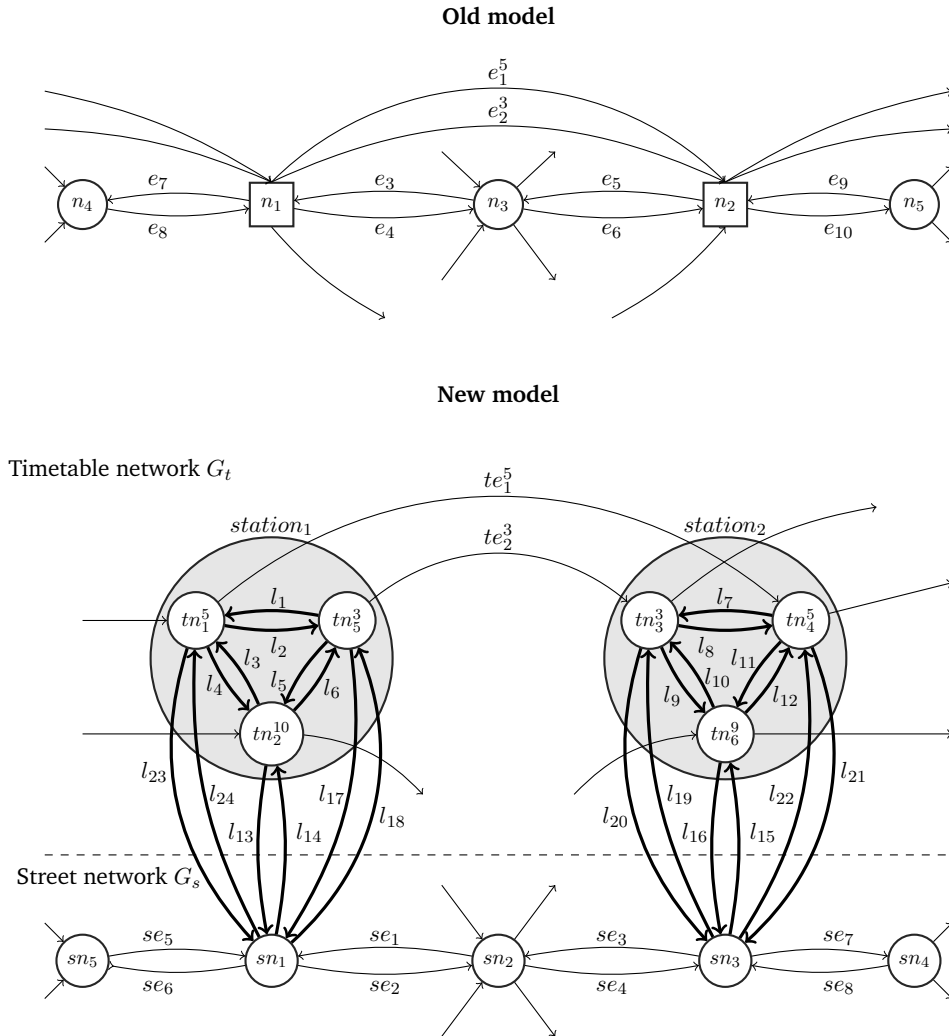 Old model
e_1^5
e_2^3
e_7 e_3 e_5 e_9
n_4 n_1 n_3 n_2 n_5
e_8 e_4 e_6 e_10
New model
Timetable network G_t
te_1^5
station_1 te_2^3 station_2
l_1 l_7
tn_1^5 tn_5^3 tn_3^3 tn_4^5
l_2 l_8
l_3 l_11
l_4 l_5 l_6 l_9 l_10 l_12
tn_2^10 tn_6^9
l_23 l_21
l_24 l_17 l_19 l_22
l_18 l_20
l_13 l_14 l_16 l_15
Street network G_s
se_5 se_1 se_3 se_7
sn_5 sn_1 sn_2 sn_3 sn_4
se_6 se_2 se_4 se_8